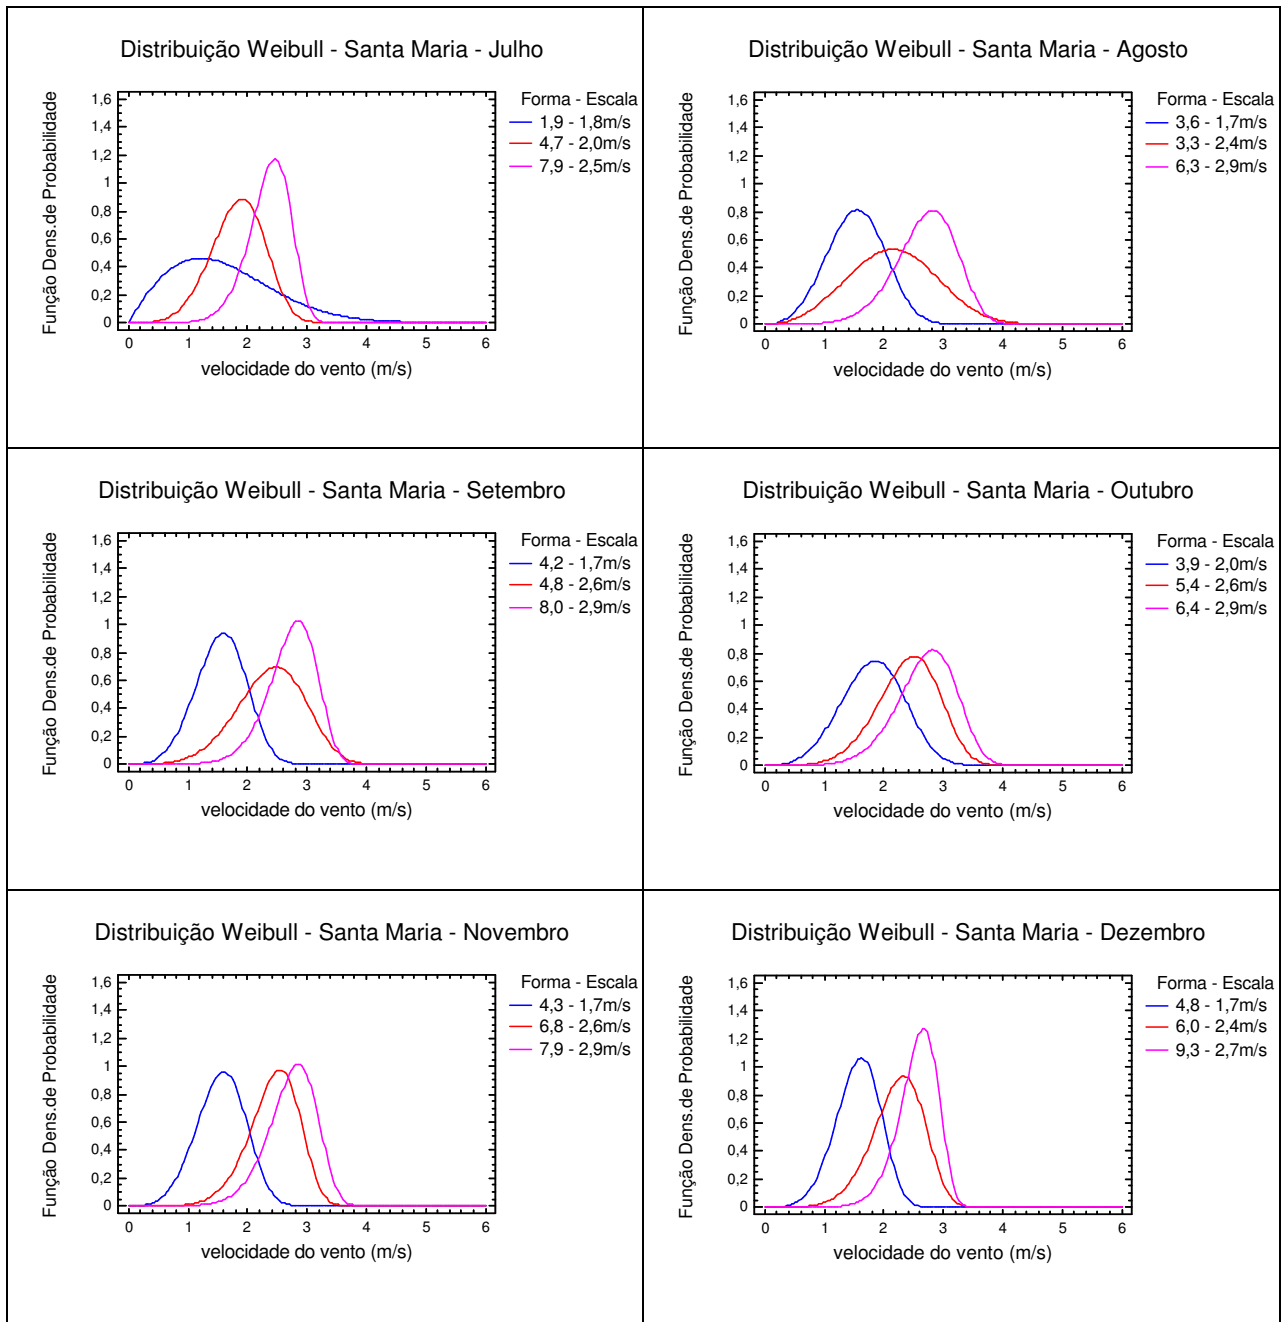 Distribuição Weibull - Santa Maria - Julho
Função Dens.de Probabilidade
1,6
1,4
1,2
1
0,8
0,6
0,4
0,2
0
0 1 2 3 4 5 6
velocidade do vento (m/s)
Forma - Escala
1,9 - 1,8m/s
4,7 - 2,0m/s
7,9 - 2,5m/s
Distribuição Weibull - Santa Maria - Agosto
Função Dens.de Probabilidade
1,6
1,4
1,2
1
0,8
0,6
0,4
0,2
0
0 1 2 3 4 5 6
velocidade do vento (m/s)
Forma - Escala
3,6 - 1,7m/s
3,3 - 2,4m/s
6,3 - 2,9m/s
Distribuição Weibull - Santa Maria - Setembro
Função Dens.de Probabilidade
1,6
1,4
1,2
1
0,8
0,6
0,4
0,2
0
0 1 2 3 4 5 6
velocidade do vento (m/s)
Forma - Escala
4,2 - 1,7m/s
4,8 - 2,6m/s
8,0 - 2,9m/s
Distribuição Weibull - Santa Maria - Outubro
Função Dens.de Probabilidade
1,6
1,4
1,2
1
0,8
0,6
0,4
0,2
0
0 1 2 3 4 5 6
velocidade do vento (m/s)
Forma - Escala
3,9 - 2,0m/s
5,4 - 2,6m/s
6,4 - 2,9m/s
Distribuição Weibull - Santa Maria - Novembro
Função Dens.de Probabilidade
1,6
1,4
1,2
1
0,8
0,6
0,4
0,2
0
0 1 2 3 4 5 6
velocidade do vento (m/s)
Forma - Escala
4,3 - 1,7m/s
6,8 - 2,6m/s
7,9 - 2,9m/s
Distribuição Weibull - Santa Maria - Dezembro
Função Dens.de Probabilidade
1,6
1,4
1,2
1
0,8
0,6
0,4
0,2
0
0 1 2 3 4 5 6
velocidade do vento (m/s)
Forma - Escala
4,8 - 1,7m/s
6,0 - 2,4m/s
9,3 - 2,7m/s